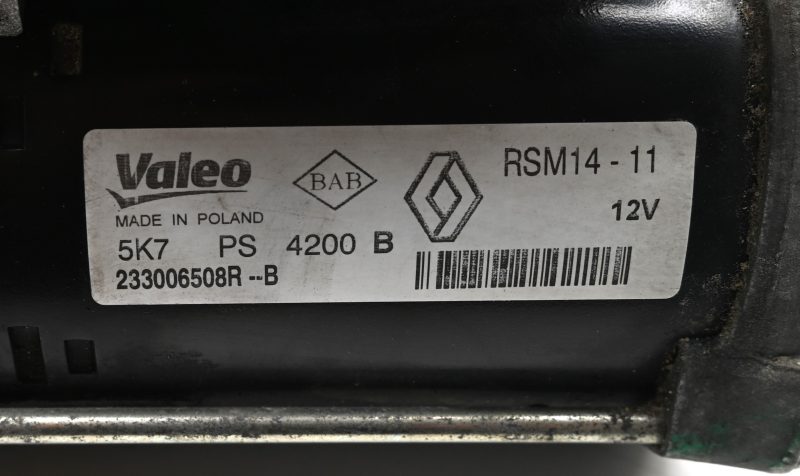 Valeo
MADE IN POLAND
BAB
RSM14 - 11
12V
5K7 PS 4200 B
233006508R --B